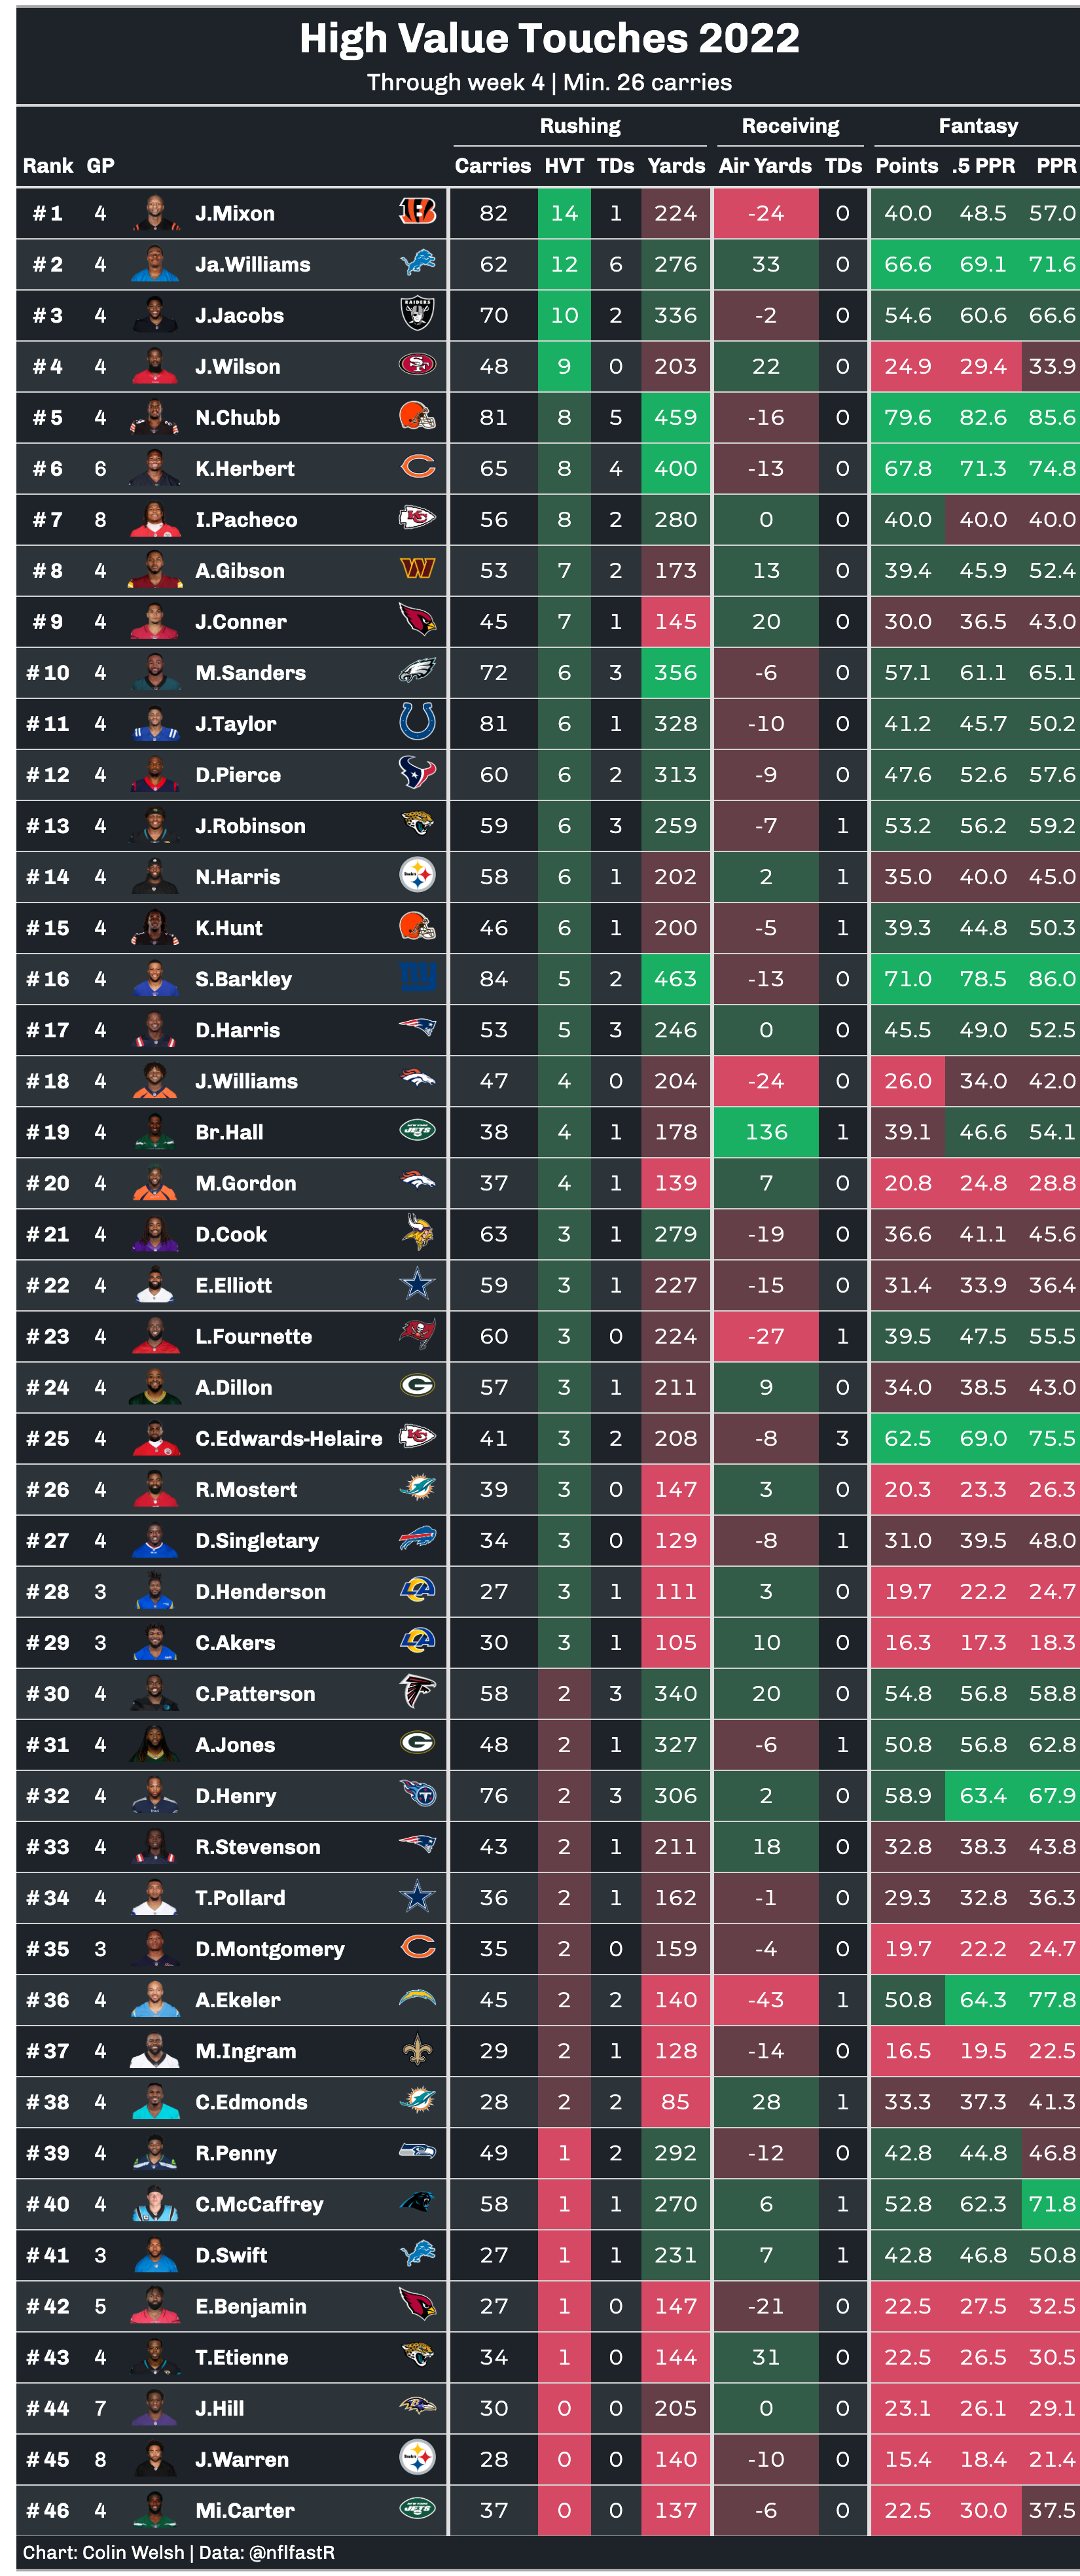 High Value Touches 2022
Through week 4 | Min. 26 carries
Rushing Receiving Fantasy
Rank GP Carries HVT TDs Yards Air Yards TDs Points .5 PPR PPR
# 1 4 J.Mixon 82 14 1 224 -24 0 40.0 48.5 57.0
# 2 4 Ja.Williams 62 12 6 276 33 0 66.6 69.1 71.6
# 3 4 J.Jacobs RAIDERS 70 10 2 336 -2 0 54.6 60.6 66.6
# 4 4 J.Wilson SF 48 9 0 203 22 0 24.9 29.4 33.9
# 5 4 N.Chubb 81 8 5 459 -16 0 79.6 82.6 85.6
# 6 6 K.Herbert 65 8 4 400 -13 0 67.8 71.3 74.8
# 7 8 I.Pacheco KC 56 8 2 280 0 0 40.0 40.0 40.0
# 8 4 A.Gibson W 53 7 2 173 13 0 39.4 45.9 52.4
# 9 4 J.Conner 45 7 1 145 20 0 30.0 36.5 43.0
# 10 4 M.Sanders 72 6 3 356 -6 0 57.1 61.1 65.1
# 11 4 J.Taylor 81 6 1 328 -10 0 41.2 45.7 50.2
# 12 4 D.Pierce 60 6 2 313 -9 0 47.6 52.6 57.6
# 13 4 J.Robinson 59 6 3 259 -7 1 53.2 56.2 59.2
# 14 4 N.Harris Steelers 58 6 1 202 2 1 35.0 40.0 45.0
# 15 4 K.Hunt 46 6 1 200 -5 1 39.3 44.8 50.3
# 16 4 S.Barkley ny 84 5 2 463 -13 0 71.0 78.5 86.0
# 17 4 D.Harris 53 5 3 246 0 0 45.5 49.0 52.5
# 18 4 J.Williams 47 4 0 204 -24 0 26.0 34.0 42.0
# 19 4 Br.Hall JETS 38 4 1 178 136 1 39.1 46.6 54.1
# 20 4 M.Gordon 37 4 1 139 7 0 20.8 24.8 28.8
# 21 4 D.Cook 63 3 1 279 -19 0 36.6 41.1 45.6
# 22 4 E.Elliott 59 3 1 227 -15 0 31.4 33.9 36.4
# 23 4 L.Fournette 60 3 0 224 -27 1 39.5 47.5 55.5
# 24 4 A.Dillon G 57 3 1 211 9 0 34.0 38.5 43.0
# 25 4 C.Edwards-Helaire KC 41 3 2 208 -8 3 62.5 69.0 75.5
# 26 4 R.Mostert 39 3 0 147 3 0 20.3 23.3 26.3
# 27 4 D.Singletary 34 3 0 129 -8 1 31.0 39.5 48.0
# 28 3 D.Henderson LA 27 3 1 111 3 0 19.7 22.2 24.7
# 29 3 C.Akers LA 30 3 1 105 10 0 16.3 17.3 18.3
# 30 4 C.Patterson 58 2 3 340 20 0 54.8 56.8 58.8
# 31 4 A.Jones G 48 2 1 327 -6 1 50.8 56.8 62.8
# 32 4 D.Henry T 76 2 3 306 2 0 58.9 63.4 67.9
# 33 4 R.Stevenson 43 2 1 211 18 0 32.8 38.3 43.8
# 34 4 T.Pollard 36 2 1 162 -1 0 29.3 32.8 36.3
# 35 3 D.Montgomery 35 2 0 159 -4 0 19.7 22.2 24.7
# 36 4 A.Ekeler 45 2 2 140 -43 1 50.8 64.3 77.8
# 37 4 M.Ingram 29 2 1 128 -14 0 16.5 19.5 22.5
# 38 4 C.Edmonds 28 2 2 85 28 1 33.3 37.3 41.3
# 39 4 R.Penny 49 1 2 292 -12 0 42.8 44.8 46.8
# 40 4 C.McCaffrey 58 1 1 270 6 1 52.8 62.3 71.8
# 41 3 D.Swift 27 1 1 231 7 1 42.8 46.8 50.8
# 42 5 E.Benjamin 27 1 0 147 -21 0 22.5 27.5 32.5
# 43 4 T.Etienne 34 1 0 144 31 0 22.5 26.5 30.5
# 44 7 J.Hill 30 0 0 205 0 0 23.1 26.1 29.1
# 45 8 J.Warren Steelers 28 0 0 140 -10 0 15.4 18.4 21.4
# 46 4 Mi.Carter JETS 37 0 0 137 -6 0 22.5 30.0 37.5
Chart: Colin Welsh | Data: @nflfastR